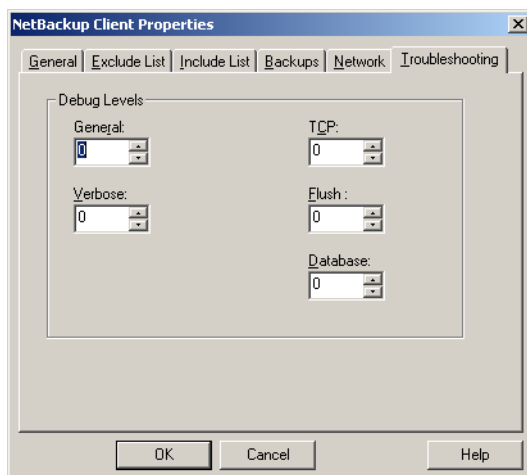 NetBackup Client Properties
General Exclude List Include List Backups Network Troubleshooting
Debug Levels
General: TCP:
0 0
Verbose: Flush :
0 0
Database:
0
OK Cancel Help